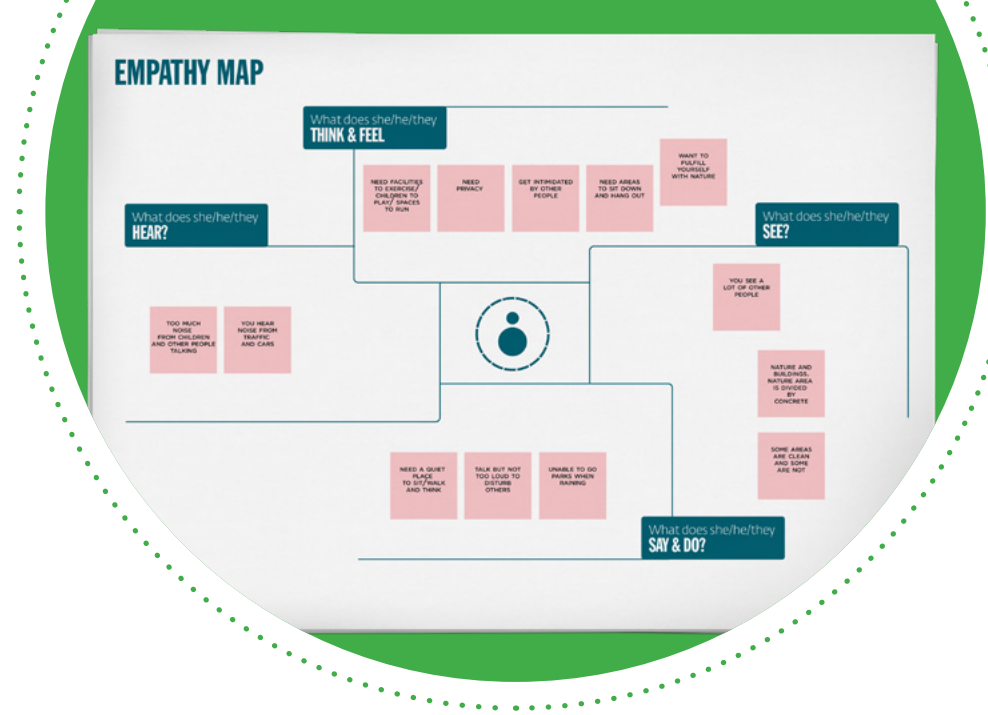 EMPATHY MAP
What does she/he/they
THINK & FEEL
NEED FACILITIES
TO EXERCISE/
CHILDREN TO
PLAY/ SPACES
TO RUN
NEED
PRIVACY
GET INTIMIDATED
BY OTHER
PEOPLE
NEED AREAS
TO SIT DOWN
AND HANG OUT
WANT TO
FULFILL
YOURSELF
WITH NATURE
What does she/he/they
HEAR?
TOO MUCH
NOISE
FROM CHILDREN
AND OTHER PEOPLE
TALKING
YOU HEAR
NOISE FROM
TRAFFIC
AND CARS
What does she/he/they
SEE?
YOU SEE A
LOT OF OTHER
PEOPLE
NATURE AND
BUILDINGS.
NATURE AREA
IS DIVIDED
BY
CONCRETE
SOME AREAS
ARE CLEAN
AND SOME
ARE NOT
NEED A QUIET
PLACE
TO SIT/WALK
AND THINK
TALK BUT NOT
TOO LOUD TO
DISTURB
OTHERS
UNABLE TO GO
PARKS WHEN
RAINING
What does she/he/they
SAY & DO?